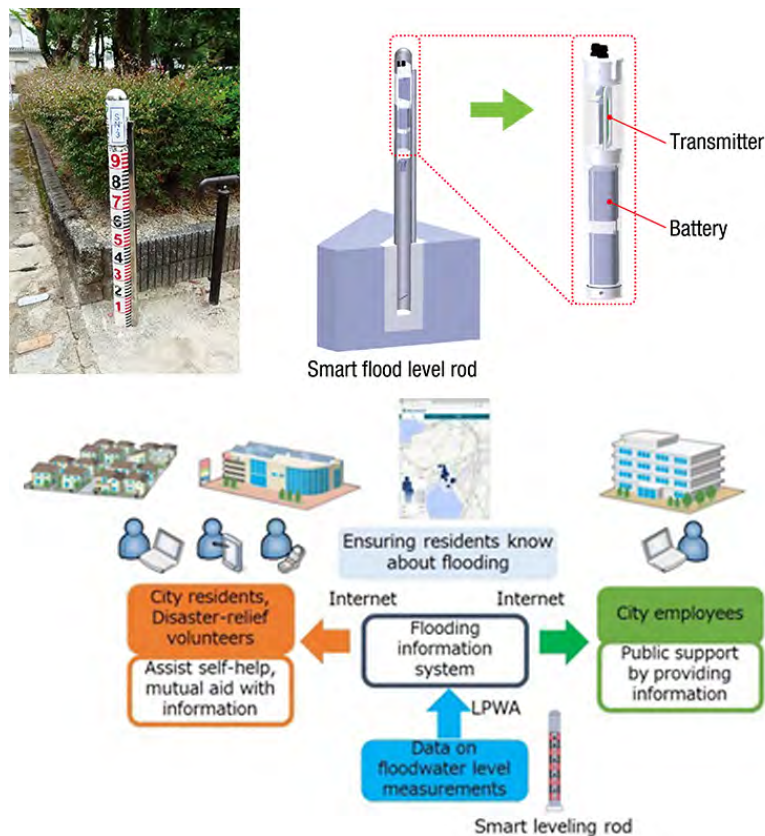 SN-3
9
8
7
6
5
4
3
2
1
Transmitter
Battery
Smart flood level rod
Ensuring residents know
about flooding
City residents,
Disaster-relief
volunteers
Internet
Internet
City employees
Flooding
information
system
Assist self-help,
mutual aid with
information
Public support
by providing
information
LPWA
Data on
floodwater level
measurements
Smart leveling rod